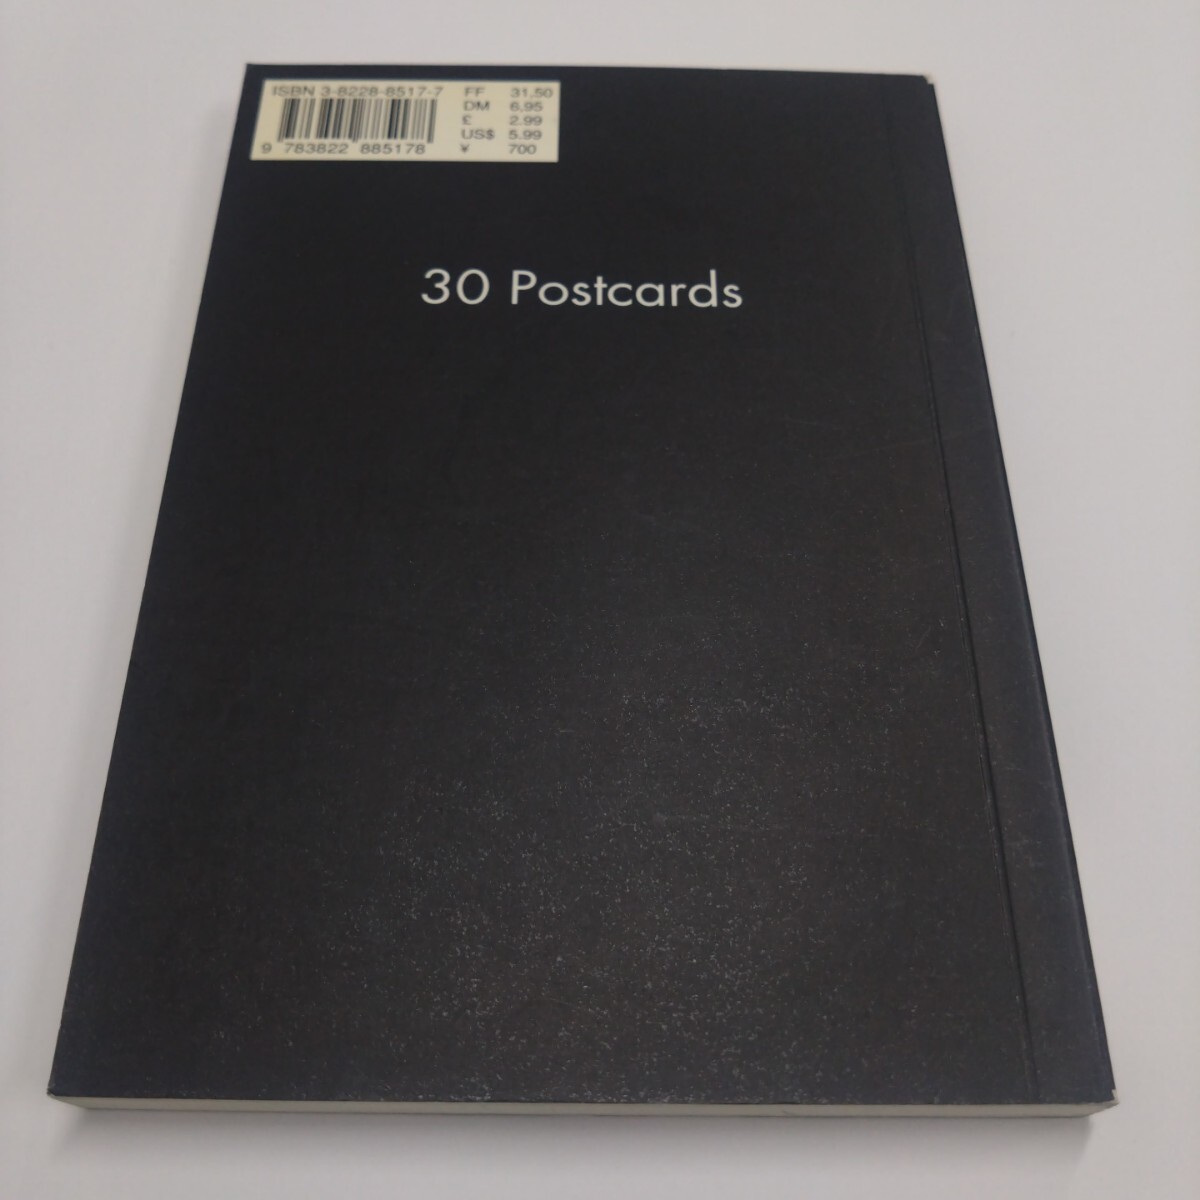 ISBN 3-8228-8517-7
9 783822 885178
FF 31,50
DM 6,95
£ 2.99
US$ 5.99
¥ 700
30 Postcards